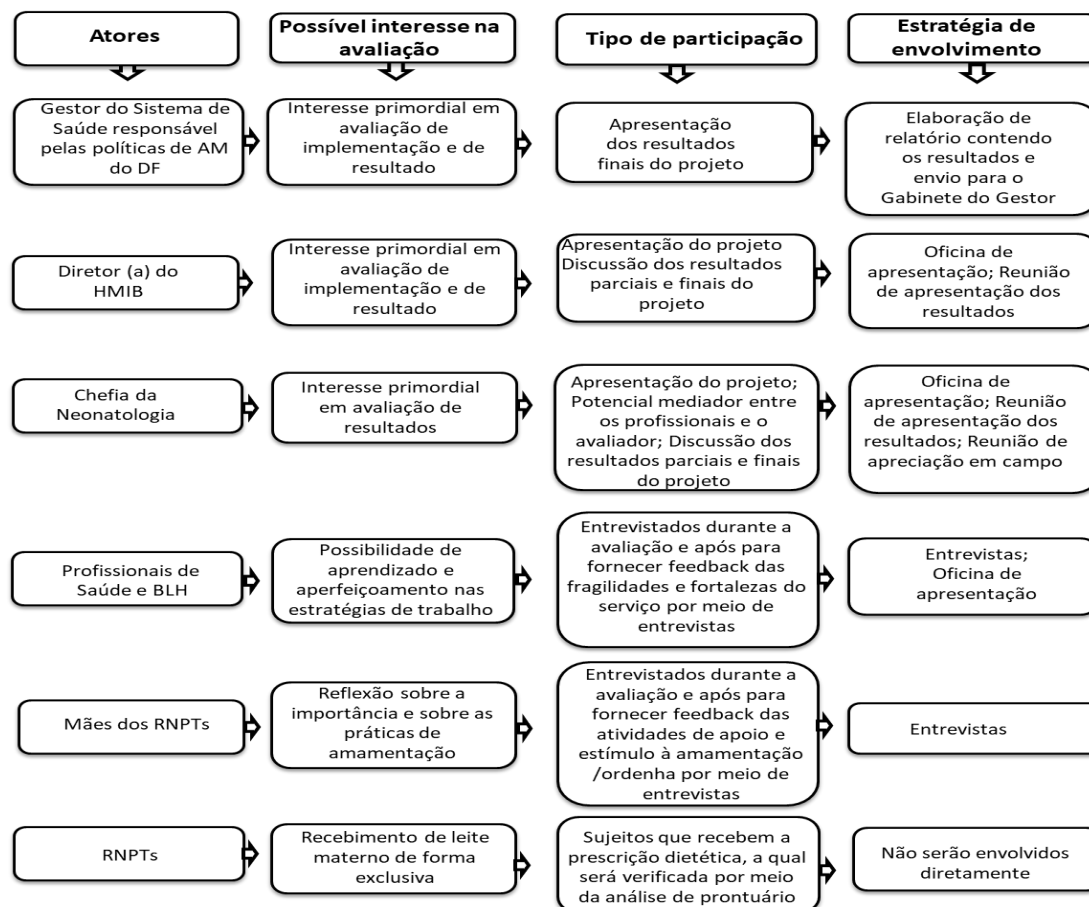 Atores
Possível interesse na
avaliação
Tipo de participação
Estratégia de
envolvimento
Gestor do Sistema de
Saúde responsável
pelas políticas de AM
do DF
Interesse primordial em
avaliação de
implementação e de
resultado
Apresentação
dos resultados
finais do projeto
Elaboração de
relatório contendo
os resultados e
envio para o
Gabinete do Gestor
Diretor (a) do
HMIB
Interesse primordial em
avaliação de
implementação e de
resultado
Apresentação do projeto
Discussão dos resultados
parciais e finais do
projeto
Oficina de
apresentação; Reunião
de apresentação dos
resultados
Chefia da
Neonatologia
Interesse primordial
em avaliação de
resultados
Apresentação do projeto;
Potencial mediador entre
os profissionais e o
avaliador; Discussão dos
resultados parciais e finais
do projeto
Oficina de
apresentação; Reunião
de apresentação dos
resultados; Reunião de
apreciação em campo
Profissionais de
Saúde e BLH
Possibilidade de
aprendizado e
aperfeiçoamento nas
estratégias de trabalho
Entrevistados durante a
avaliação e após para
fornecer feedback das
fragilidades e fortalezas do
serviço por meio de
entrevistas
Entrevistas;
Oficina de
apresentação
Mães dos RNPTs
Reflexão sobre a
importância e sobre as
práticas de
amamentação
Entrevistados durante a
avaliação e após para
fornecer feedback das
atividades de apoio e
estímulo à amamentação
/ordenha por meio de
entrevistas
Entrevistas
RNPTs
Recebimento de leite
materno de forma
exclusiva
Sujeitos que recebem a
prescrição dietética, a qual
será verificada por meio
da análise de prontuário
Não serão envolvidos
diretamente